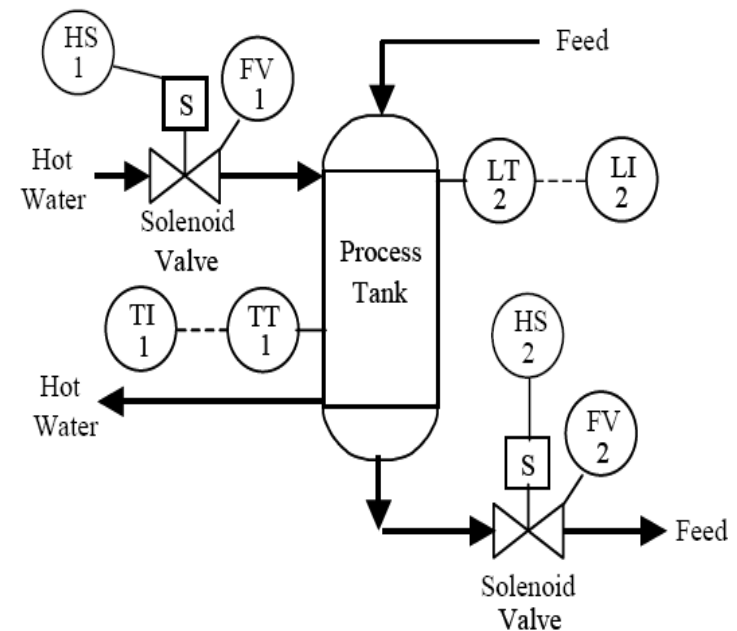 HS
1
FV
1
Feed
S
Hot
Water
Solenoid
Valve
LT
2
LI
2
Process
Tank
TI
1
TT
1
HS
2
Hot
Water
FV
2
S
Feed
Solenoid
Valve